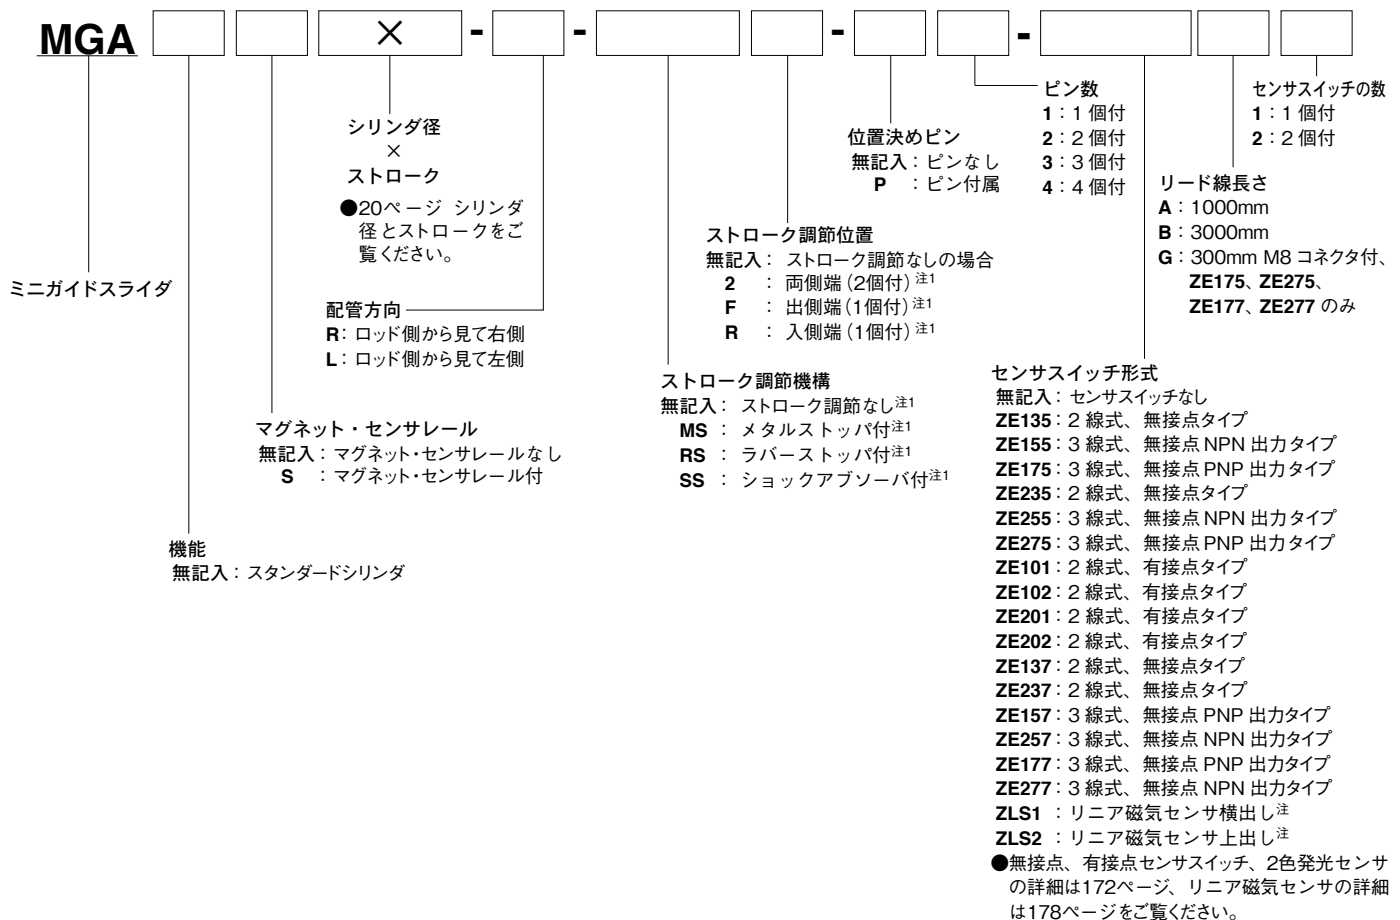 MGA × - - - -
ミニガイドスライダ
機能
無記入：スタンダードシリンダ
マグネット・センサレール
無記入：マグネット・センサレールなし
S ：マグネット・センサレール付
シリンダ径
×
ストローク
●20ページ シリンダ
径とストロークをご
覧ください。
配管方向
R：ロッド側から見て右側
L：ロッド側から見て左側
ストローク調節機構
無記入： ストローク調節なし注1
MS ： メタルストッパ付注1
RS ： ラバーストッパ付注1
SS ： ショックアブソーバ付注1
ストローク調節位置
無記入： ストローク調節なしの場合
2 ： 両側端（2個付）注1
F ： 出側端（1個付）注1
R ： 入側端（1個付）注1
位置決めピン
無記入：ピンなし
P ：ピン付属
ピン数
1：1 個付
2：2 個付
3：3 個付
4：4 個付
センサスイッチ形式
無記入：センサスイッチなし
ZE135：2 線式、無接点タイプ
ZE155：3 線式、無接点 NPN 出力タイプ
ZE175：3 線式、無接点 PNP 出力タイプ
ZE235：2 線式、無接点タイプ
ZE255：3 線式、無接点 NPN 出力タイプ
ZE275：3 線式、無接点 PNP 出力タイプ
ZE101：2 線式、有接点タイプ
ZE102：2 線式、有接点タイプ
ZE201：2 線式、有接点タイプ
ZE202：2 線式、有接点タイプ
ZE137：2 線式、無接点タイプ
ZE237：2 線式、無接点タイプ
ZE157：3 線式、無接点 PNP 出力タイプ
ZE257：3 線式、無接点 NPN 出力タイプ
ZE177：3 線式、無接点 PNP 出力タイプ
ZE277：3 線式、無接点 NPN 出力タイプ
ZLS1 ：リニア磁気センサ横出し注
ZLS2 ：リニア磁気センサ上出し注
●無接点、有接点センサスイッチ、2色発光センサ
の詳細は172ページ、リニア磁気センサの詳細
は178ページをご覧ください。
リード線長さ
A：1000mm
B：3000mm
G：300mm M8 コネクタ付、
ZE175、ZE275、
ZE177、ZE277 のみ
センサスイッチの数
1：1 個付
2：2 個付